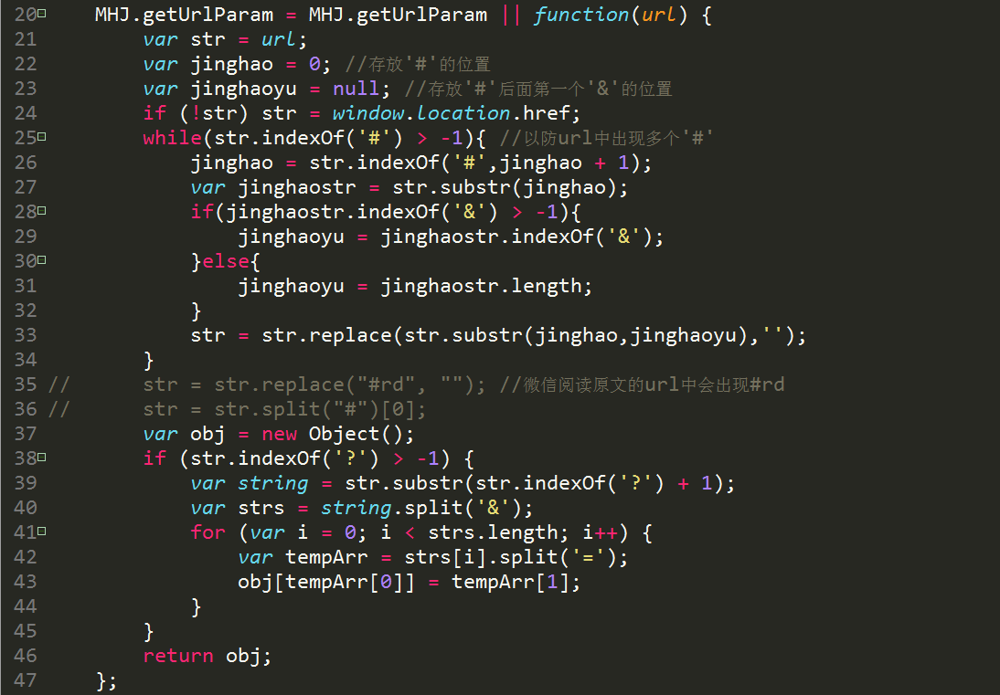 20 MHJ.getUrlParam = MHJ.getUrlParam || function(url) {
21 var str = url;
22 var jinghao = 0; //存放'#'的位置
23 var jinghaoyu = null; //存放'#'后面第一个'&'的位置
24 if (!str) str = window.location.href;
25 while(str.indexOf('#') > -1){ //以防url中出现多个'#'
26 jinghao = str.indexOf('#',jinghao + 1);
27 var jinghaostr = str.substr(jinghao);
28 if(jinghaostr.indexOf('&') > -1){
29 jinghaoyu = jinghaostr.indexOf('&');
30 }else{
31 jinghaoyu = jinghaostr.length;
32 }
33 str = str.replace(str.substr(jinghao,jinghaoyu),'');
34 }
35 // str = str.replace("#rd", ""); //微信阅读原文的url中会出现#rd
36 // str = str.split("#")[0];
37 var obj = new Object();
38 if (str.indexOf('?') > -1) {
39 var string = str.substr(str.indexOf('?') + 1);
40 var strs = string.split('&');
41 for (var i = 0; i < strs.length; i++) {
42 var tempArr = strs[i].split('=');
43 obj[tempArr[0]] = tempArr[1];
44 }
45 }
46 return obj;
47 };